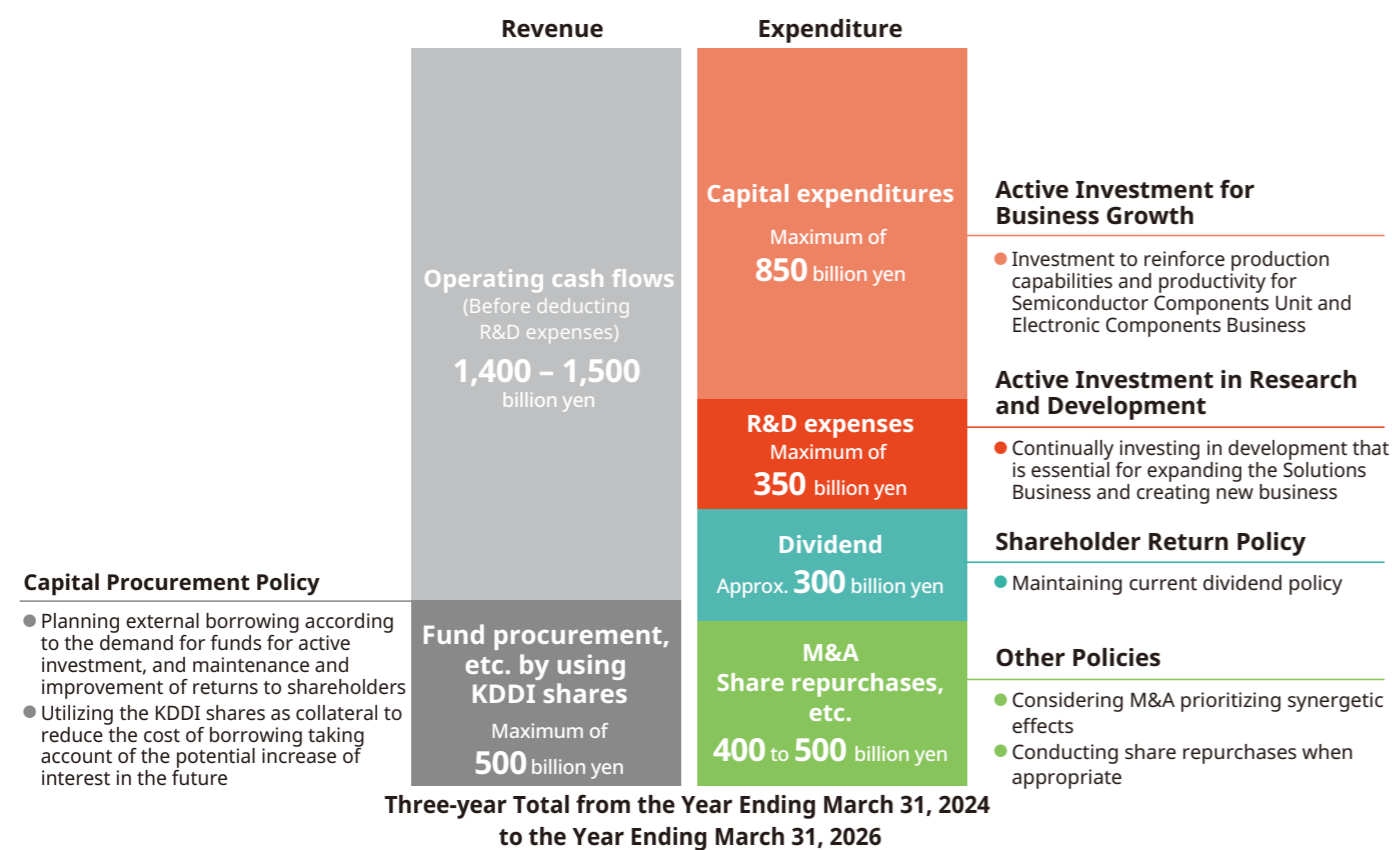 Revenue
Expenditure
Operating cash flows
(Before deducting
R&D expenses)
1,400 – 1,500
billion yen
Capital Procurement Policy
● Planning external borrowing according
to the demand for funds for active
investment, and maintenance and
improvement of returns to shareholders
● Utilizing the KDDI shares as collateral to
reduce the cost of borrowing taking
account of the potential increase of
interest in the future
Fund procurement,
etc. by using
KDDI shares
Maximum of
500 billion yen
Capital expenditures
Maximum of
850 billion yen
Active Investment for
Business Growth
● Investment to reinforce production
capabilities and productivity for
Semiconductor Components Unit and
Electronic Components Business
R&D expenses
Maximum of
350 billion yen
Active Investment in Research
and Development
● Continually investing in development that
is essential for expanding the Solutions
Business and creating new business
Dividend
Approx. 300 billion yen
Shareholder Return Policy
● Maintaining current dividend policy
M&A
Share repurchases,
etc.
400 to 500 billion yen
Other Policies
● Considering M&A prioritizing synergetic
effects
● Conducting share repurchases when
appropriate
Three-year Total from the Year Ending March 31, 2024
to the Year Ending March 31, 2026